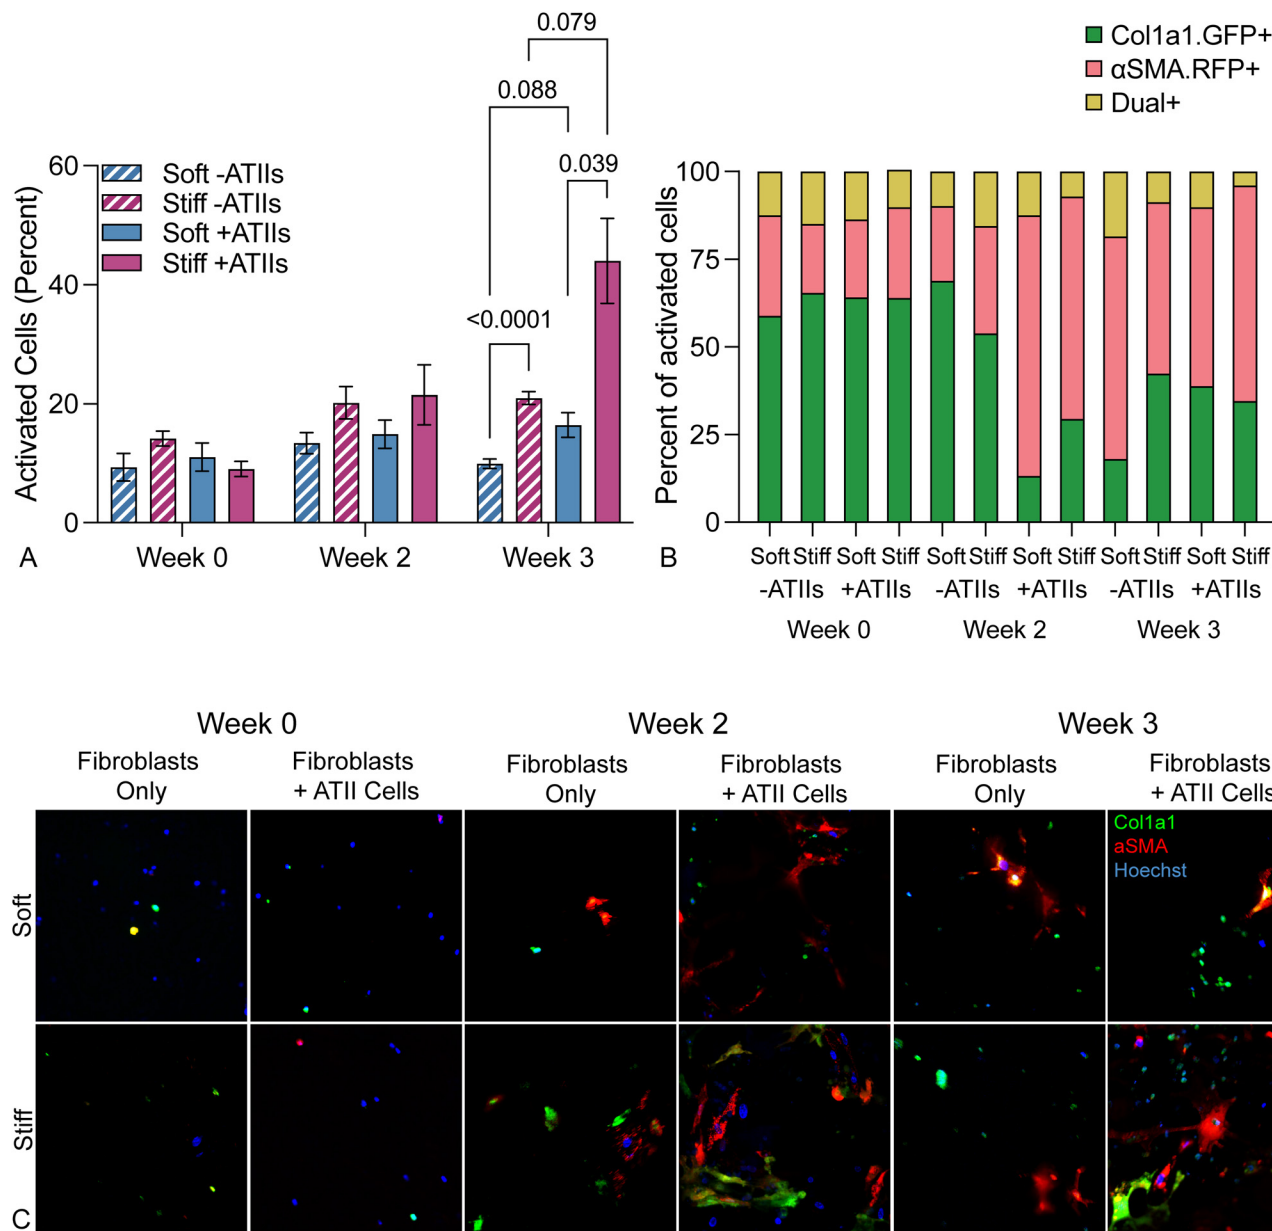 0.079
0.088
0.039
<0.0001
Soft -ATIIs
Stiff -ATIIs
Soft +ATIIs
Stiff +ATIIs
Activated Cells (Percent)
60
40
20
0
Week 0 Week 2 Week 3
A
Col1a1.GFP+
αSMA.RFP+
Dual+
Percent of activated cells
100
75
50
25
0
Soft Stiff Soft Stiff Soft Stiff Soft Stiff Soft Stiff Soft Stiff
-ATIIs +ATIIs -ATIIs +ATIIs -ATIIs +ATIIs
Week 0 Week 2 Week 3
B
Week 0 Week 2 Week 3
Fibroblasts Only
Fibroblasts + ATII Cells
Fibroblasts Only
Fibroblasts + ATII Cells
Fibroblasts Only
Fibroblasts + ATII Cells
Col1a1
aSMA
Hoechst
Soft
Stiff
C